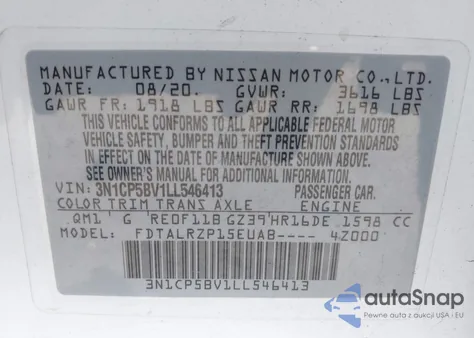 MANUFACTURED BY NISSAN MOTOR CO., LTD.
DATE: 08/20. GVWR: 3616 LBS
GAWR FR: 1918 LBS GAWR RR: 1698 LBS
THIS VEHICLE CONFORMS TO ALL APPLICABLE FEDERAL MOTOR
VEHICLE SAFETY, BUMPER AND THEFT PREVENTION STANDARDS
IN EFFECT ON THE DATE OF MANUFACTURE SHOWN ABOVE.
SEE OWNER'S MANUAL FOR ADDITIONAL INFORMATION.
VIN: 3N1CP5BV1LL546413 PASSENGER CAR.
COLOR TRIM TRANS AXLE ENGINE
QM1 G RE0F11B GZ39 HR16DE 1598 CC
MODEL: FDTALRZP15EUAB---- 4Z000
3N1CP5BV1LL546413
autoSnap
Pewne auta z aukcji USA i EU